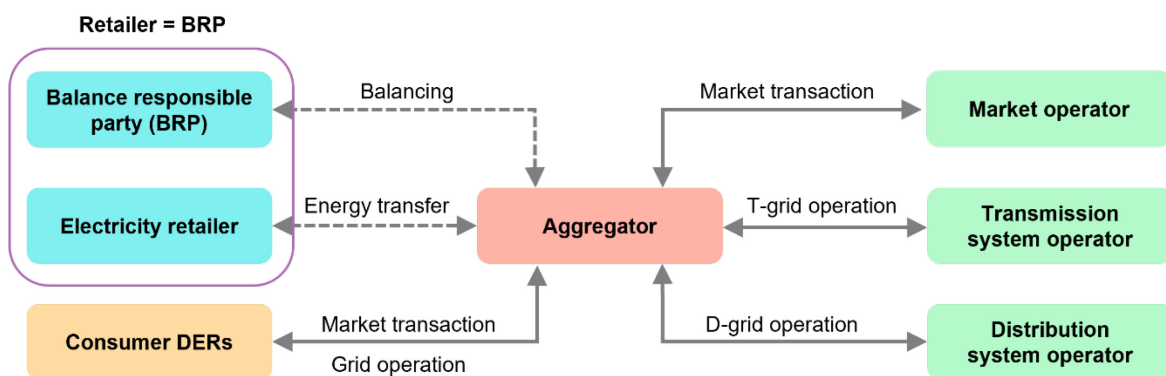 Retailer = BRP
Balance responsible
party (BRP)
Balancing
Market transaction
Market operator
Electricity retailer
Energy transfer
Aggregator
T-grid operation
Transmission
system operator
Consumer DERs
Market transaction
Grid operation
D-grid operation
Distribution
system operator